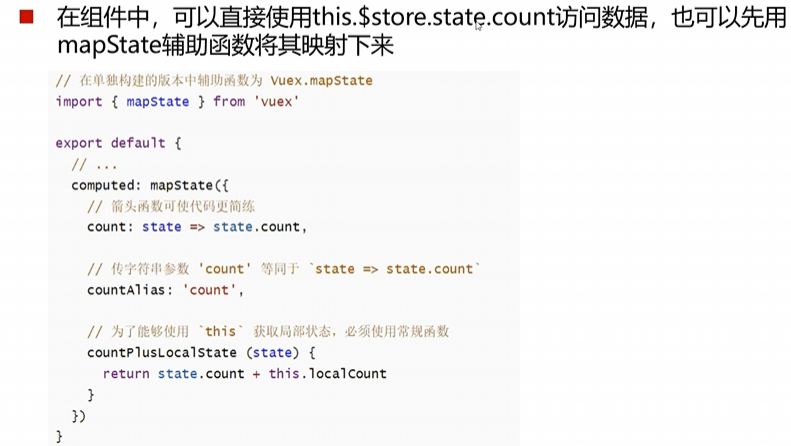 在组件中，可以直接使用this.$store.state.count访问数据，也可以先用
mapState辅助函数将其映射下来
// 在单独构建的版本中辅助函数为 Vuex.mapState
import { mapState } from 'vuex'
export default {
// ...
computed: mapState({
// 箭头函数可使代码更简练
count: state => state.count,
// 传字符串参数 'count' 等同于 `state => state.count`
countAlias: 'count',
// 为了能够使用 `this` 获取局部状态，必须使用常规函数
countPlusLocalState (state) {
return state.count + this.localCount
}
})
}